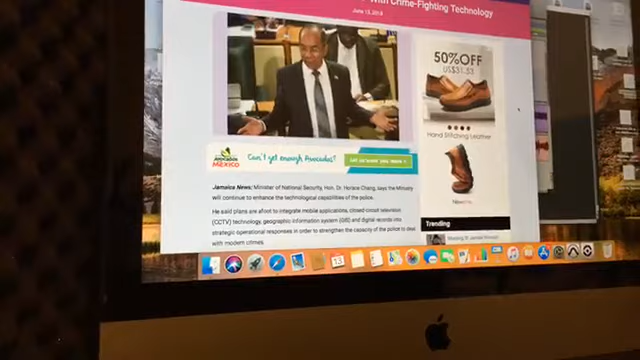 With Crime-Fighting Technology
June 13, 2018
50%OFF
US$31.53
Hand Stitching Leather
AVOCADOS
MEXICO
Can't get enough Avocados?
Jamaica News: Minister of National Security, Hon. Dr. Horace Chang, says the Ministry
will continue to enhance the technological capabilities of the police.
He said plans are afoot to integrate mobile applications, closed-circuit television
(CCTV) technology, geographic information system (GIS) and digital records into
strategic operational responses in order to strengthen the capacity of the police to deal
with modern crimes.
Trending
13